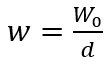 w = W₀/d